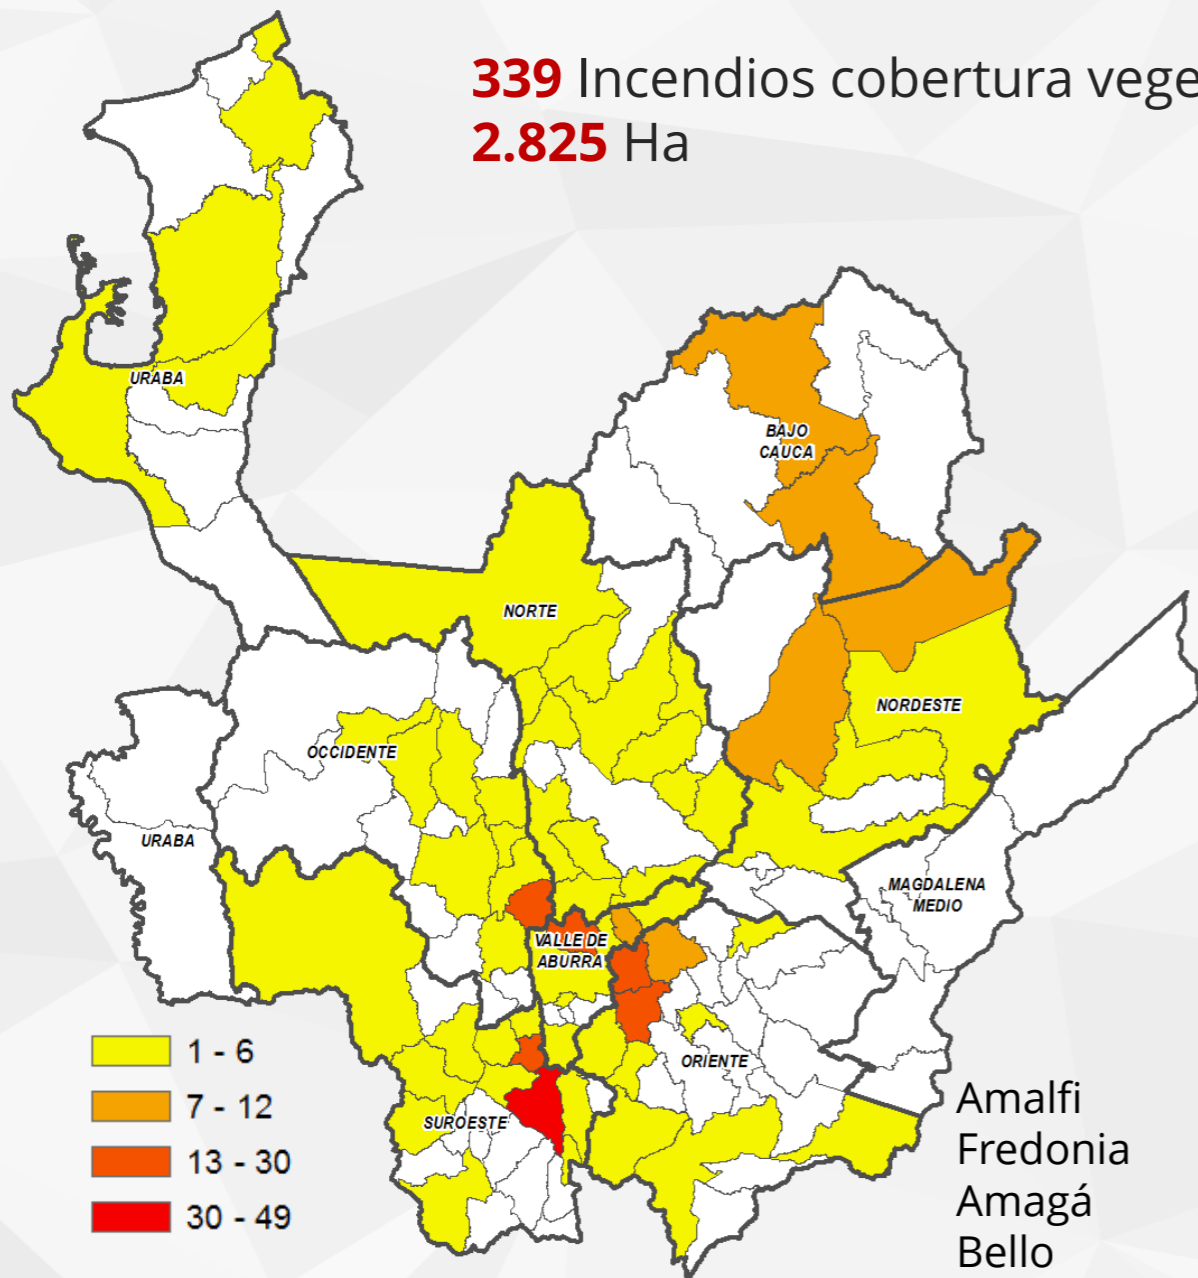 339 Incendios cobertura vege
2.825 Ha
URABA
BAJO
CAUCA
NORTE
NORDESTE
OCCIDENTE
URABA
MAGDALENA
MEDIO
VALLE DE
ABURRA
ORIENTE
SUROESTE
1 - 6
7 - 12
13 - 30
30 - 49
Amalfi
Fredonia
Amagá
Bello